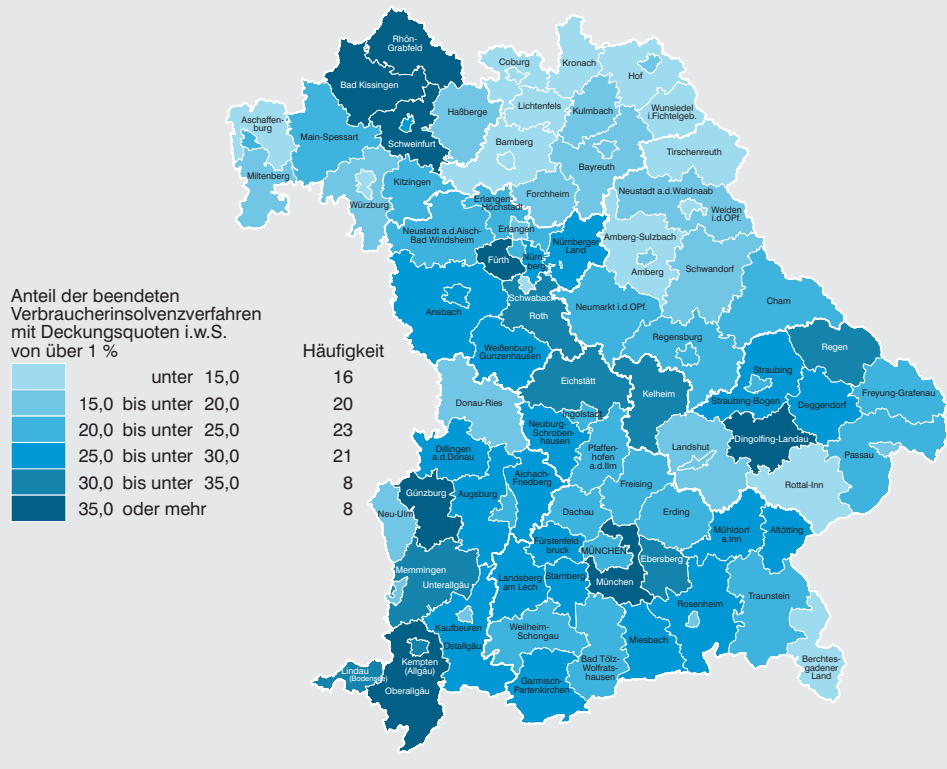 Anteil der beendeten
Verbraucherinsolvenzverfahren
mit Deckungsquoten i.w.S.
von über 1 %
Häufigkeit
unter 15,0 16
15,0 bis unter 20,0 20
20,0 bis unter 25,0 23
25,0 bis unter 30,0 21
30,0 bis unter 35,0 8
35,0 oder mehr 8
Rhön-
Grabfeld
Bad Kissingen
Coburg
Kronach
Hof
Lichtenfels
Kulmbach
Wunsiedel
i.Fichtelgeb.
Haßberge
Aschaffen-
burg
Main-Spessart
Schweinfurt
Bamberg
Tirschenreuth
Bayreuth
Miltenberg
Kitzingen
Würzburg
Forchheim
Neustadt a.d.Waldnaab
Erlangen-
Höchstadt
Weiden
i.d.OPf.
Neustadt a.d.Aisch-
Bad Windsheim
Erlangen
Nürnberger
Land
Amberg-Sulzbach
Fürth
Nürn-
berg
Amberg
Schwandorf
Schwabach
Roth
Ansbach
Neumarkt i.d.OPf.
Cham
Regensburg
Weißenburg-
Gunzenhausen
Regen
Straubing
Eichstätt
Kelheim
Straubing-Bogen
Deggendorf
Freyung-Grafenau
Donau-Ries
Ingolstadt
Neuburg-
Schroben-
hausen
Landshut
Dingolfing-Landau
Dillingen
a.d.Donau
Pfaffen-
hofen
a.d.Ilm
Passau
Aichach-
Friedberg
Rottal-Inn
Günzburg
Augsburg
Freising
Neu-Ulm
Dachau
Erding
Mühldorf
a.Inn
Altötting
Fürstenfeld-
bruck
MÜNCHEN
Ebersberg
Memmingen
Unterallgäu
Landsberg
am Lech
Starnberg
München
Traunstein
Rosenheim
Kaufbeuren
Ostallgäu
Weilheim-
Schongau
Miesbach
Bad Tölz-
Wolfrats-
hausen
Kempten
(Allgäu)
Berchtes-
gadener
Land
Lindau
(Bodensee)
Garmisch-
Partenkirchen
Oberallgäu